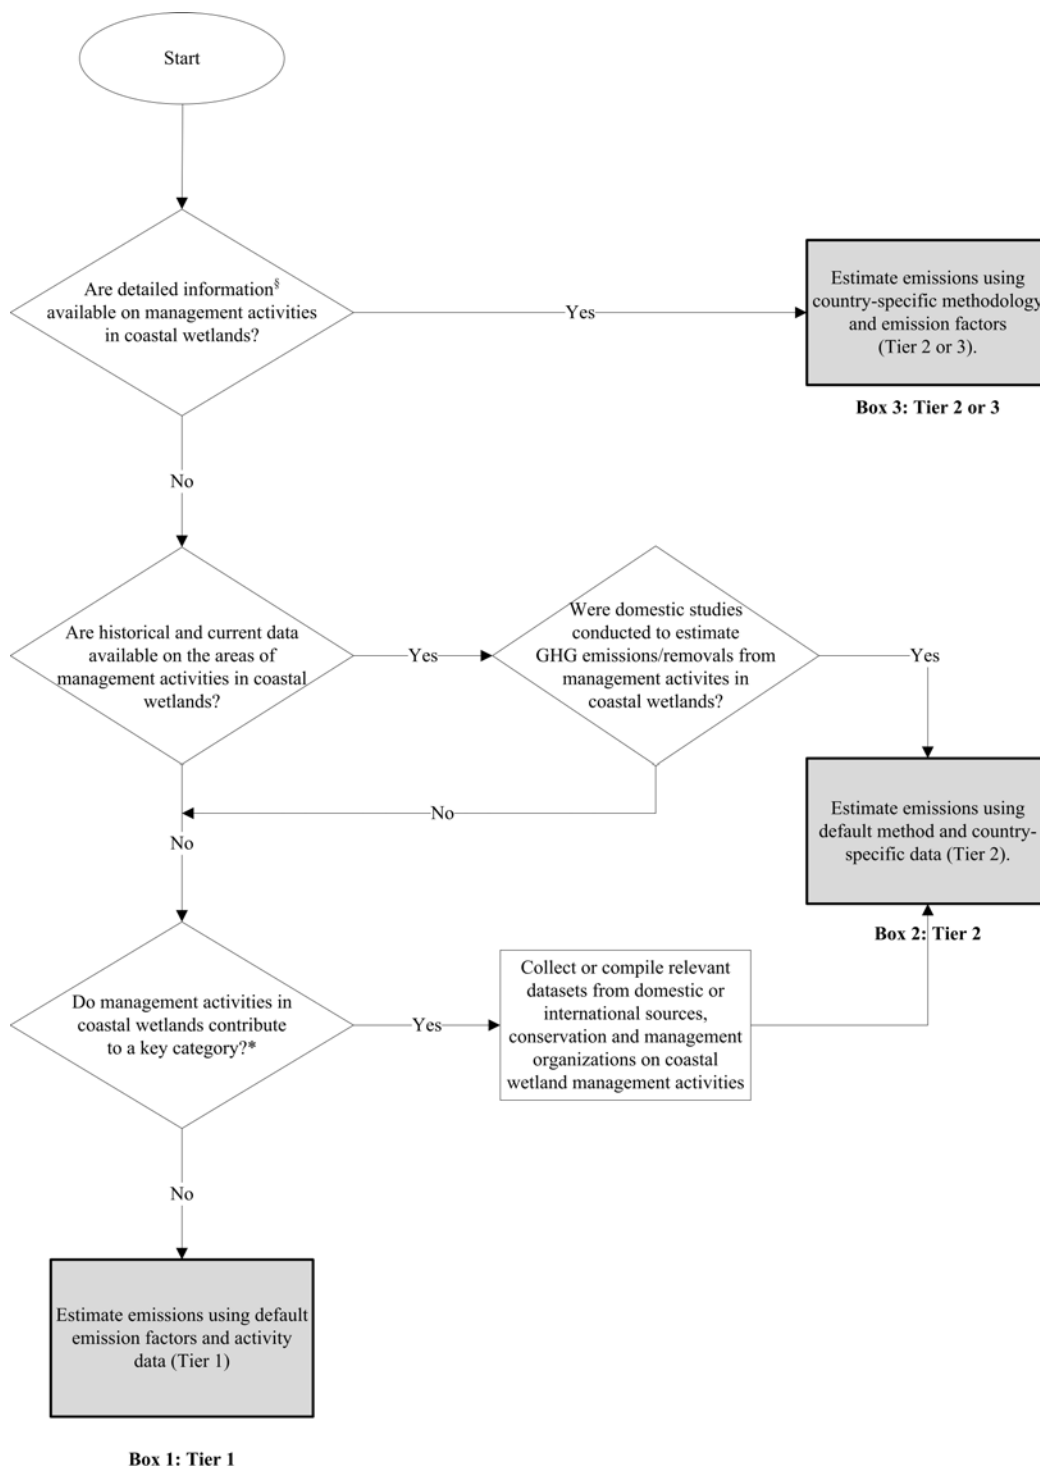 Start
Are detailed information§
available on management activities
in coastal wetlands?
Yes
Estimate emissions using
country-specific methodology
and emission factors
(Tier 2 or 3).
Box 3: Tier 2 or 3
No
Are historical and current data
available on the areas of
management activities in coastal
wetlands?
Yes
Were domestic studies
conducted to estimate
GHG emissions/removals from
management activites in
coastal wetlands?
Yes
No
No
Estimate emissions using
default method and country-
specific data (Tier 2).
Box 2: Tier 2
Do management activities in
coastal wetlands contribute
to a key category?*
Yes
Collect or compile relevant
datasets from domestic or
international sources,
conservation and management
organizations on coastal
wetland management activities
No
Estimate emissions using default
emission factors and activity
data (Tier 1)
Box 1: Tier 1